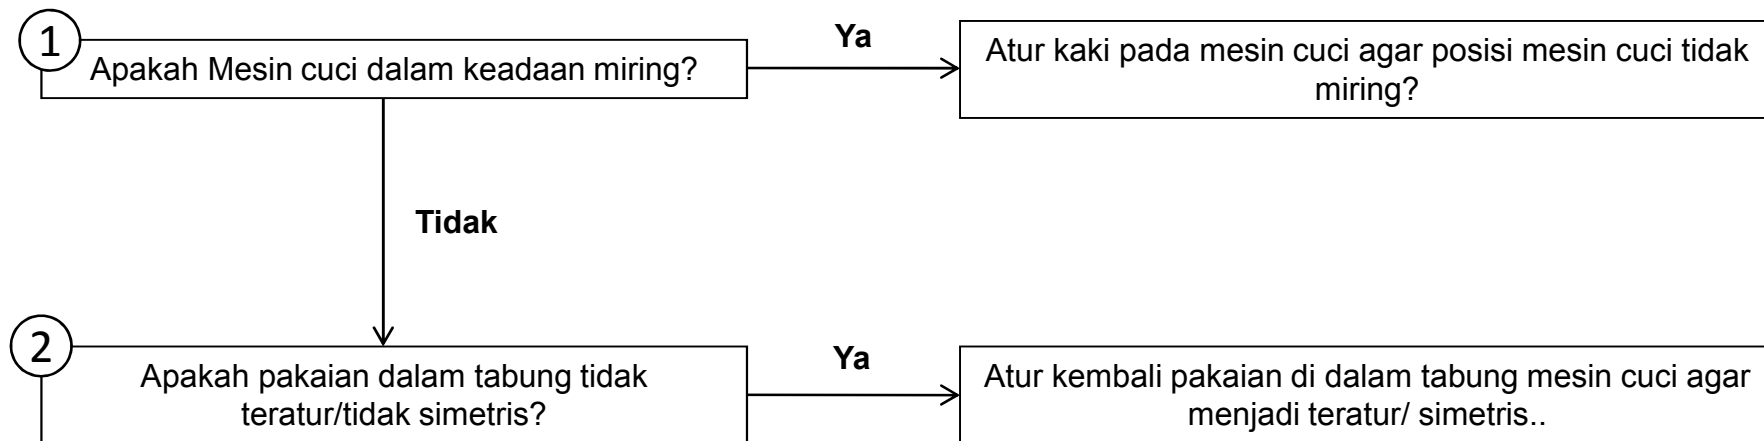 1
Apakah Mesin cuci dalam keadaan miring?
Ya
Atur kaki pada mesin cuci agar posisi mesin cuci tidak
miring?
Tidak
2
Apakah pakaian dalam tabung tidak
teratur/tidak simetris?
Ya
Atur kembali pakaian di dalam tabung mesin cuci agar
menjadi teratur/ simetris..